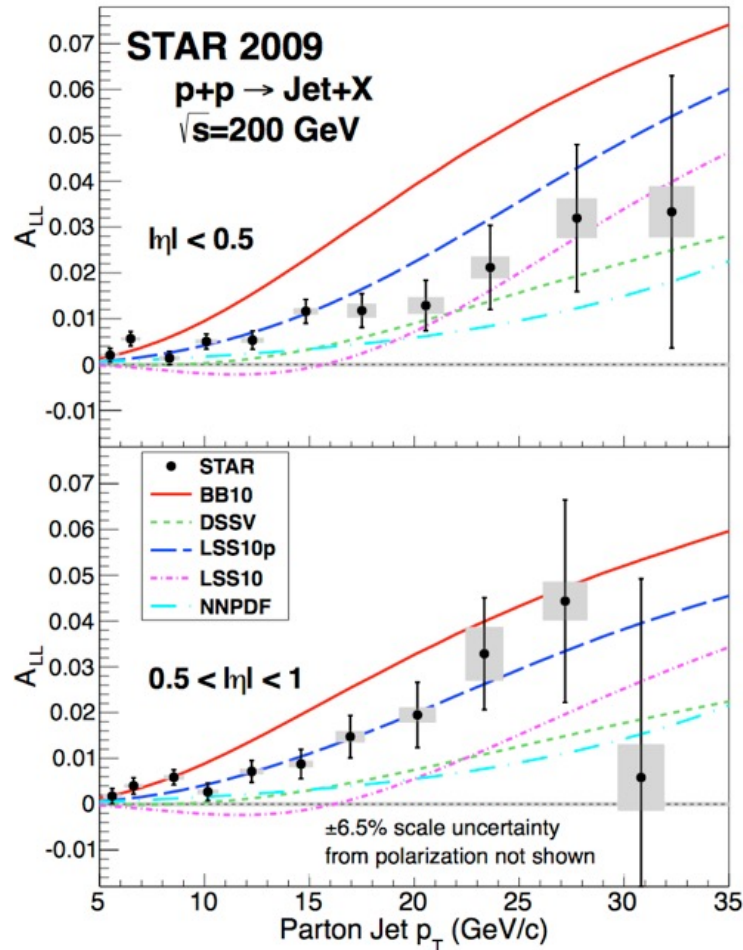 0.07
0.06
0.05
0.04
0.03
0.02
0.01
0
-0.01
A_LL
STAR 2009
p+p → Jet+X
√s=200 GeV
|η| < 0.5
0.07
0.06
0.05
0.04
0.03
0.02
0.01
0
-0.01
A_LL
STAR
BB10
DSSV
LSS10p
LSS10
NNPDF
0.5 < |η| < 1
±6.5% scale uncertainty
from polarization not shown
5 10 15 20 25 30 35
Parton Jet p_T (GeV/c)